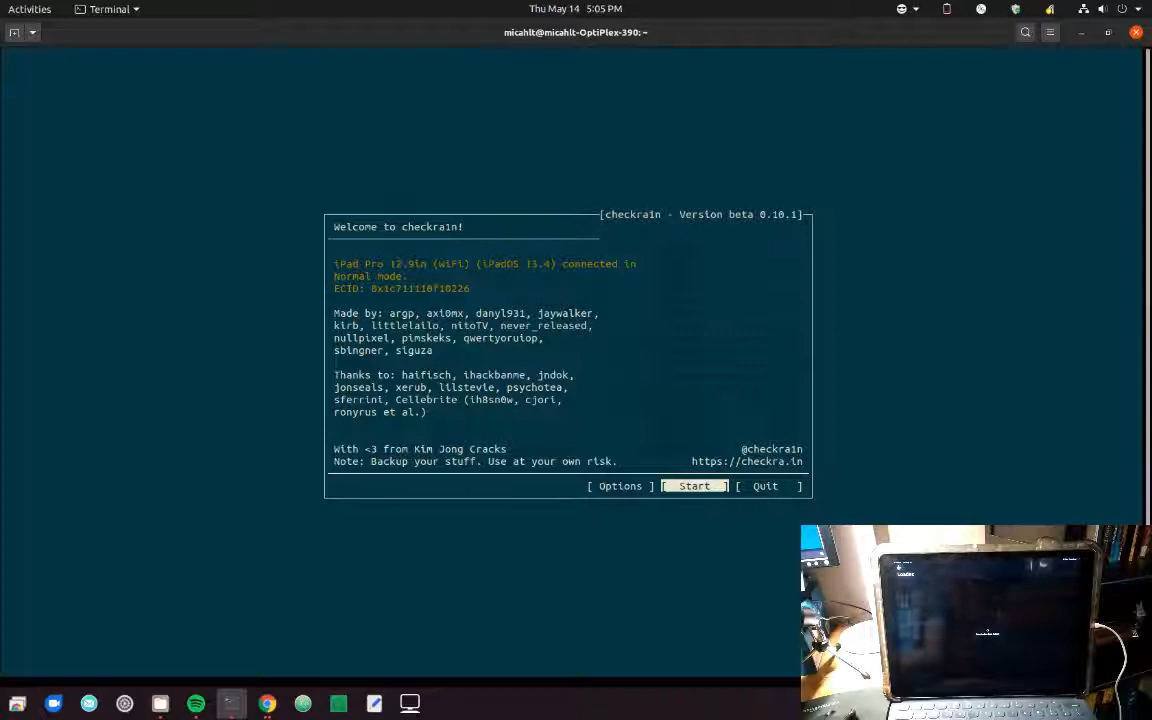 Activities
Terminal
Thu May 14 5:05 PM
micahlt@micahlt-OptiPlex-390: ~
[checkra1n - Version beta 0.10.1]
Welcome to checkra1n!
iPad Pro 12.9in (WiFi) (iPadOS 13.4) connected in
Normal mode.
ECID: 0x1c711110f10226
Made by: argp, axi0mx, danyl931, jaywalker,
kirb, littlelailo, nitoTV, never_released,
nullpixel, pimskeks, qwertyoruiop,
sbingner, siguza
Thanks to: haifisch, ihackbanme, jndok,
jonseals, xerub, lilstevie, psychotea,
sferrini, Cellebrite (ih8sn0w, cjori,
ronyrus et al.)
With <3 from Kim Jong Cracks
@checkra1n
Note: Backup your stuff. Use at your own risk.
https://checkra.in
[ Options ] [ Start ] [ Quit ]
Loader